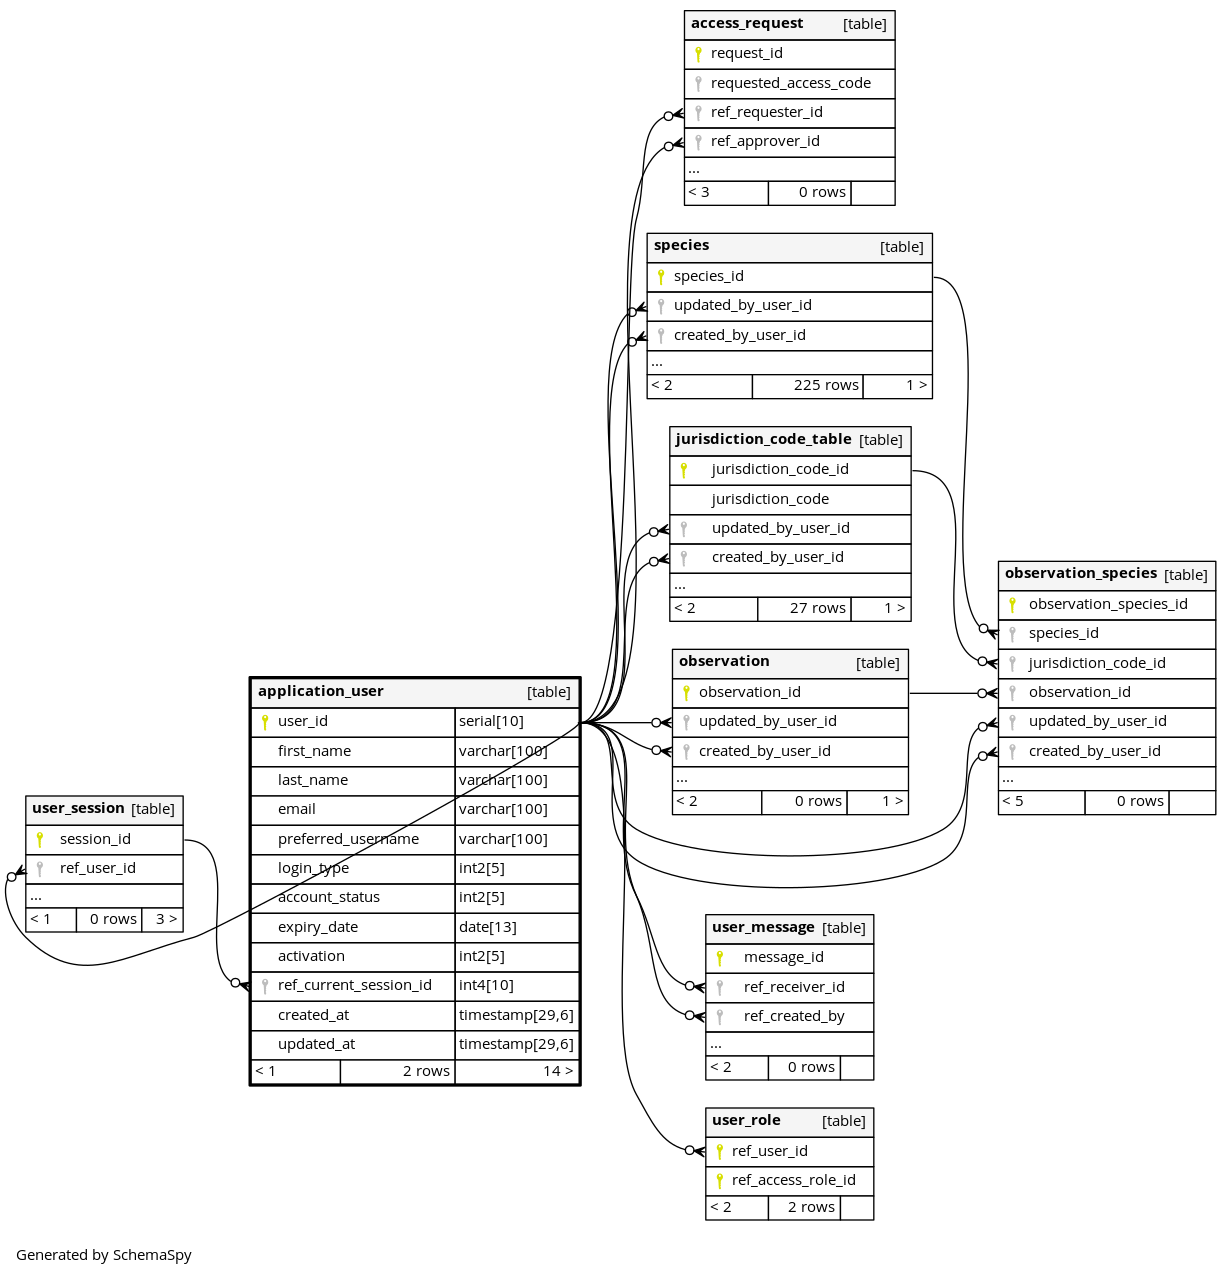 access_request [table]
request_id
requested_access_code
ref_requester_id
ref_approver_id
...
< 3 0 rows
species [table]
species_id
updated_by_user_id
created_by_user_id
...
< 2 225 rows 1 >
jurisdiction_code_table [table]
jurisdiction_code_id
jurisdiction_code
updated_by_user_id
created_by_user_id
...
< 2 27 rows 1 >
observation_species [table]
observation_species_id
species_id
jurisdiction_code_id
observation_id
updated_by_user_id
created_by_user_id
...
< 5 0 rows
observation [table]
observation_id
updated_by_user_id
created_by_user_id
...
< 2 0 rows 1 >
application_user [table]
user_id serial[10]
first_name varchar[100]
last_name varchar[100]
email varchar[100]
preferred_username varchar[100]
login_type int2[5]
account_status int2[5]
expiry_date date[13]
activation int2[5]
ref_current_session_id int4[10]
created_at timestamp[29,6]
updated_at timestamp[29,6]
< 1 2 rows 14 >
user_session [table]
session_id
ref_user_id
...
< 1 0 rows 3 >
user_message [table]
message_id
ref_receiver_id
ref_created_by
...
< 2 0 rows
user_role [table]
ref_user_id
ref_access_role_id
< 2 2 rows
Generated by SchemaSpy